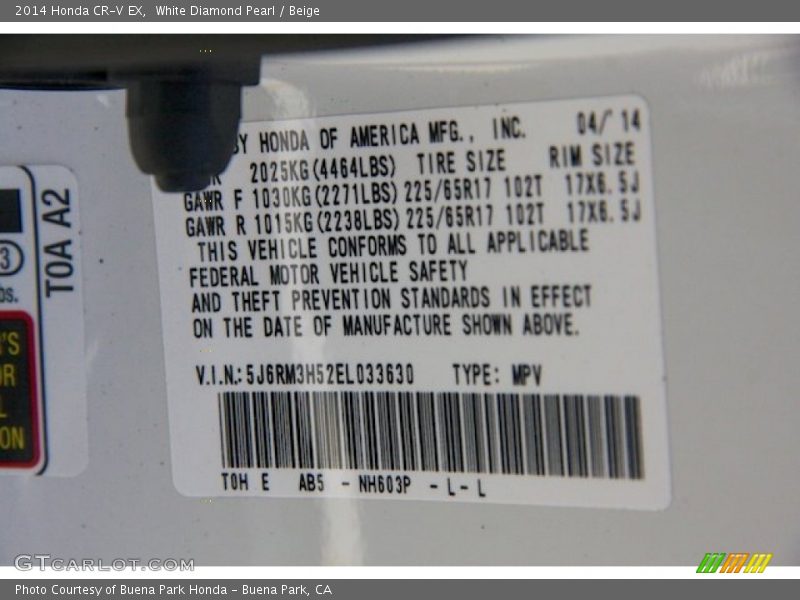 2014 Honda CR-V EX, White Diamond Pearl / Beige
BY HONDA OF AMERICA MFG., INC. 04/ 14
2025KG(4464LBS) TIRE SIZE RIM SIZE
GAWR F 1030KG(2271LBS) 225/65R17 102T 17X6.5J
GAWR R 1015KG(2238LBS) 225/65R17 102T 17X6.5J
THIS VEHICLE CONFORMS TO ALL APPLICABLE
FEDERAL MOTOR VEHICLE SAFETY
AND THEFT PREVENTION STANDARDS IN EFFECT
ON THE DATE OF MANUFACTURE SHOWN ABOVE.
V.I.N.: 5J6RM3H52EL033630 TYPE: MPV
T0H E AB5 - NH603P - L - L
T0A A2
3
GTCARLOT.COM
Photo Courtesy of Buena Park Honda - Buena Park, CA